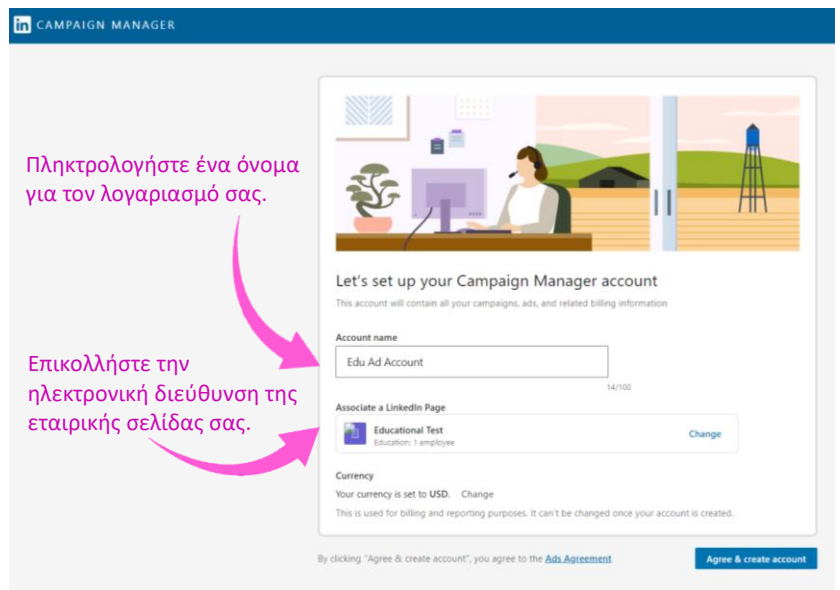 in CAMPAIGN MANAGER
Πληκτρολογήστε ένα όνομα
για τον λογαριασμό σας.
Let's set up your Campaign Manager account
This account will contain all your campaigns, ads, and related billing information
Account name
Edu Ad Account
14/100
Επικολλήστε την
ηλεκτρονική διεύθυνση της
εταιρικής σελίδας σας.
Associate a LinkedIn Page
Educational Test
Education; 1 employee
Change
Currency
Your currency is set to USD. Change
This is used for billing and reporting purposes. It can't be changed once your account is created.
By clicking "Agree & create account", you agree to the Ads Agreement
Agree & create account